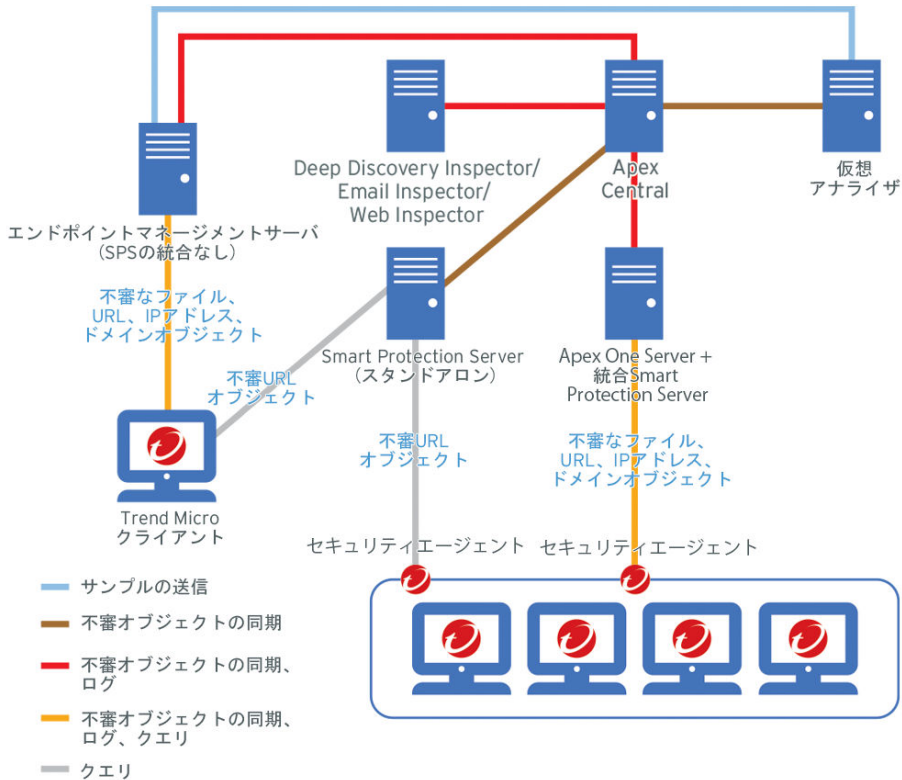 Deep Discovery Inspector/
Email Inspector/
Web Inspector
Apex
Central
仮想
アナライザ
エンドポイントマネージメントサーバ
(SPSの統合なし)
不審なファイル、
URL、IPアドレス、
ドメインオブジェクト
Smart Protection Server
(スタンドアロン)
Apex One Server +
統合Smart
Protection Server
不審URL
オブジェクト
不審URL
オブジェクト
不審なファイル、
URL、IPアドレス、
ドメインオブジェクト
Trend Micro
クライアント
セキュリティエージェント
セキュリティエージェント
サンプルの送信
不審オブジェクトの同期
不審オブジェクトの同期、
ログ
不審オブジェクトの同期、
ログ、クエリ
クエリ